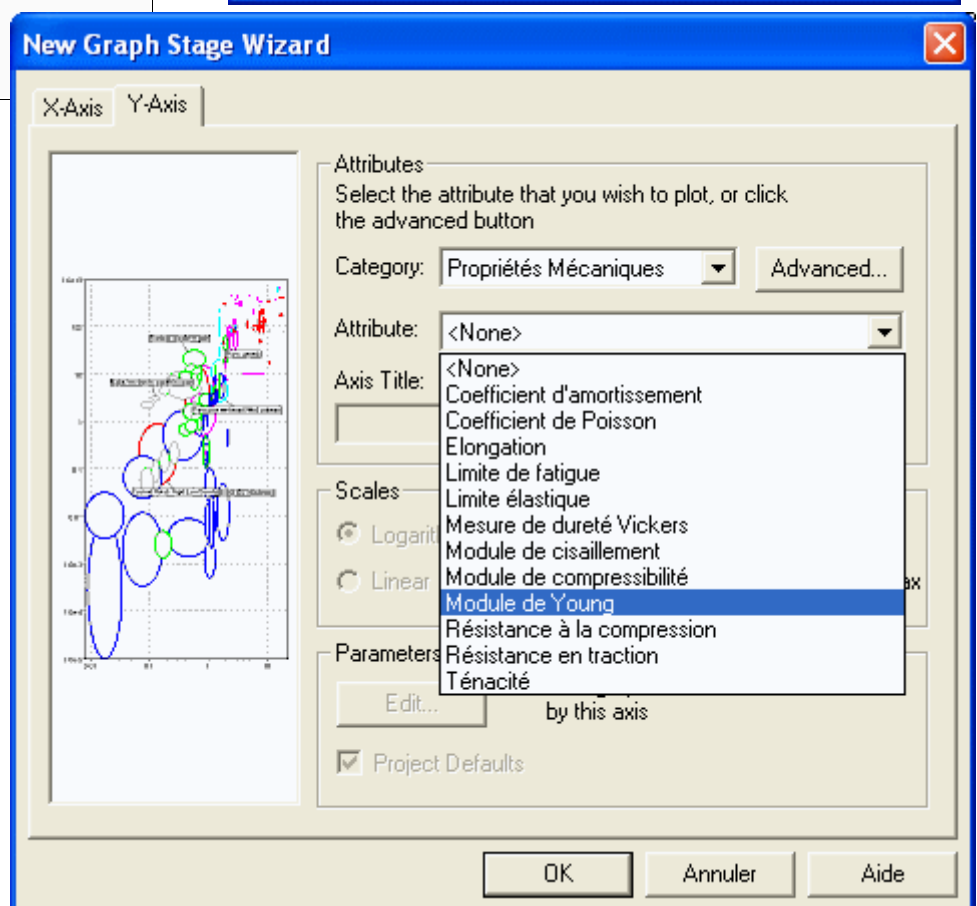 New Graph Stage Wizard
X-Axis
Y-Axis
Attributes
Select the attribute that you wish to plot, or click
the advanced button
Category:
Propriétés Mécaniques
Advanced...
Attribute:
<None>
Axis Title:
<None>
Coefficient d'amortissement
Coefficient de Poisson
Elongation
Limite de fatigue
Limite élastique
Mesure de dureté Vickers
Module de cisaillement
Module de compressibilité
Module de Young
Résistance à la compression
Résistance en traction
Ténacité
Scales
Linear
Parameters
Edit...
by this axis
Project Defaults
OK
Annuler
Aide